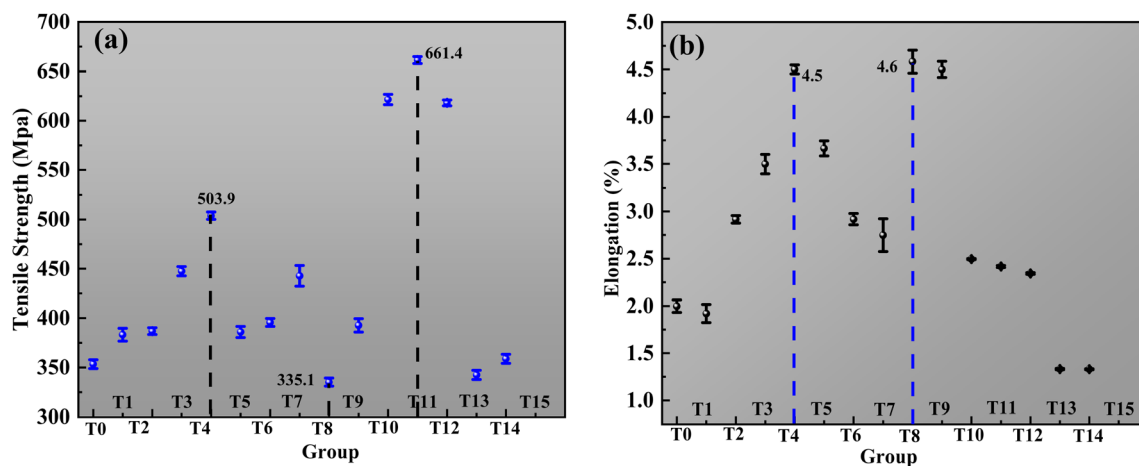 (a)
Tensile Strength (Mpa)
700
650
600
550
500
450
400
350
300
503.9
335.1
661.4
T1 T3 T5 T7 T9 T11 T13 T15
T0 T2 T4 T6 T8 T10 T12 T14
Group
(b)
Elongation (%)
5.0
4.5
4.0
3.5
3.0
2.5
2.0
1.5
1.0
4.5
4.6
T1 T3 T5 T7 T9 T11 T13 T15
T0 T2 T4 T6 T8 T10 T12 T14
Group